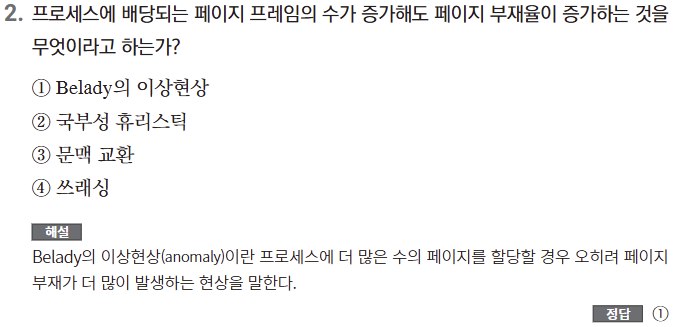 2. 프로세스에 배당되는 페이지 프레임의 수가 증가해도 페이지 부재율이 증가하는 것을
무엇이라고 하는가?
① Belady의 이상현상
② 국부성 휴리스틱
③ 문맥 교환
④ 쓰래싱
해설
Belady의 이상현상(anomaly)이란 프로세스에 더 많은 수의 페이지를 할당할 경우 오히려 페이지
부재가 더 많이 발생하는 현상을 말한다.
정답 ①